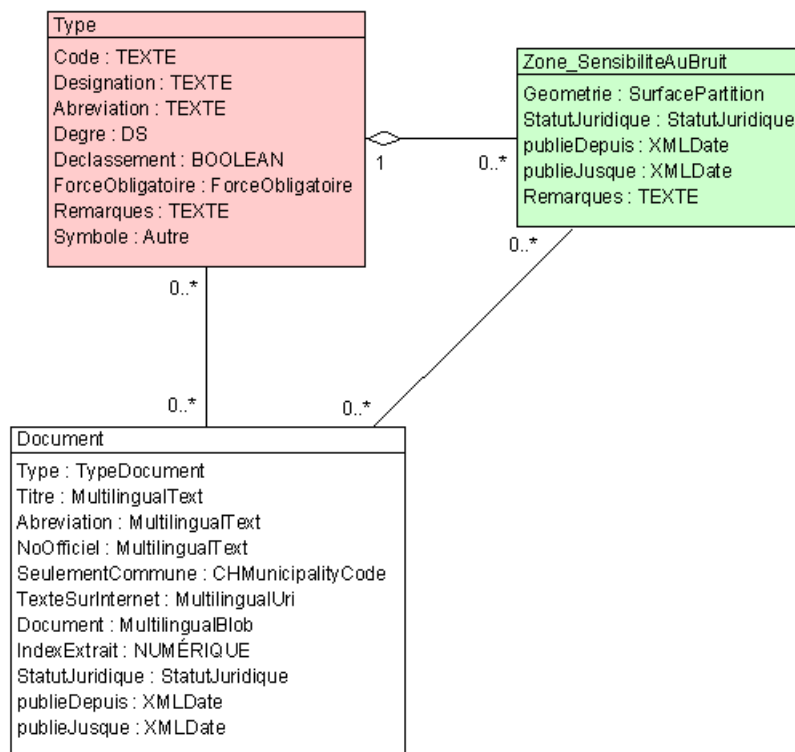 Type
Code : TEXTE
Designation : TEXTE
Abreviation : TEXTE
Degre : DS
Declassement : BOOLEAN
ForceObligatoire : ForceObligatoire
Remarques : TEXTE
Symbole : Autre
Zone_SensibiliteAuBruit
Geometrie : SurfacePartition
StatutJuridique : StatutJuridique
publieDepuis : XMLDate
publieJusque : XMLDate
Remarques : TEXTE
1
0..*
0..*
0..*
0..*
0..*
Document
Type : TypeDocument
Titre : MultilingualText
Abreviation : MultilingualText
NoOfficiel : MultilingualText
SeulementCommune : CHMunicipalityCode
TexteSurInternet : MultilingualUri
Document : MultilingualBlob
IndexExtrait : NUMÉRIQUE
StatutJuridique : StatutJuridique
publieDepuis : XMLDate
publieJusque : XMLDate